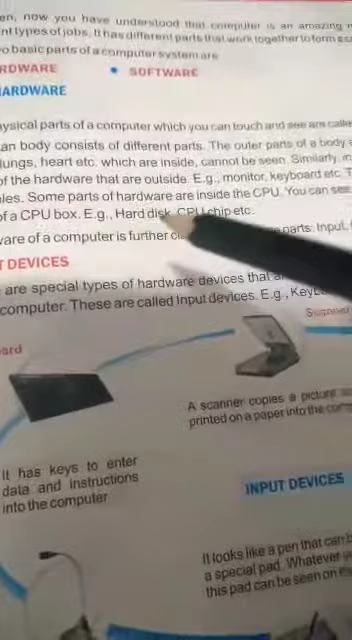 en, now you have understood that computer is an amazing
nt types of jobs. It has different parts that work together to form
o basic parts of a computer system are
RDWARE • SOFTWARE
HARDWARE
ysical parts of a computer which you can touch and see are
an body consists of different parts. The outer parts of a body
lungs, heart etc. which are inside, cannot be seen. Similarly,
of the hardware that are outside. E.g., monitor, keyboard etc.
les. Some parts of hardware are inside the CPU. You can see
of a CPU box. E.g., Hard disk, CPU chip etc.
ware of a computer is further parts: Input,
T DEVICES
are special types of hardware devices that
computer. These are called Input devices. E.g.,
Scanner
ard
A scanner copies a picture
printed on a paper into the
It has keys to enter
data and instructions
into the computer
INPUT DEVICES
It looks like a pen that can
a special pad. Whatever
this pad can be seen on